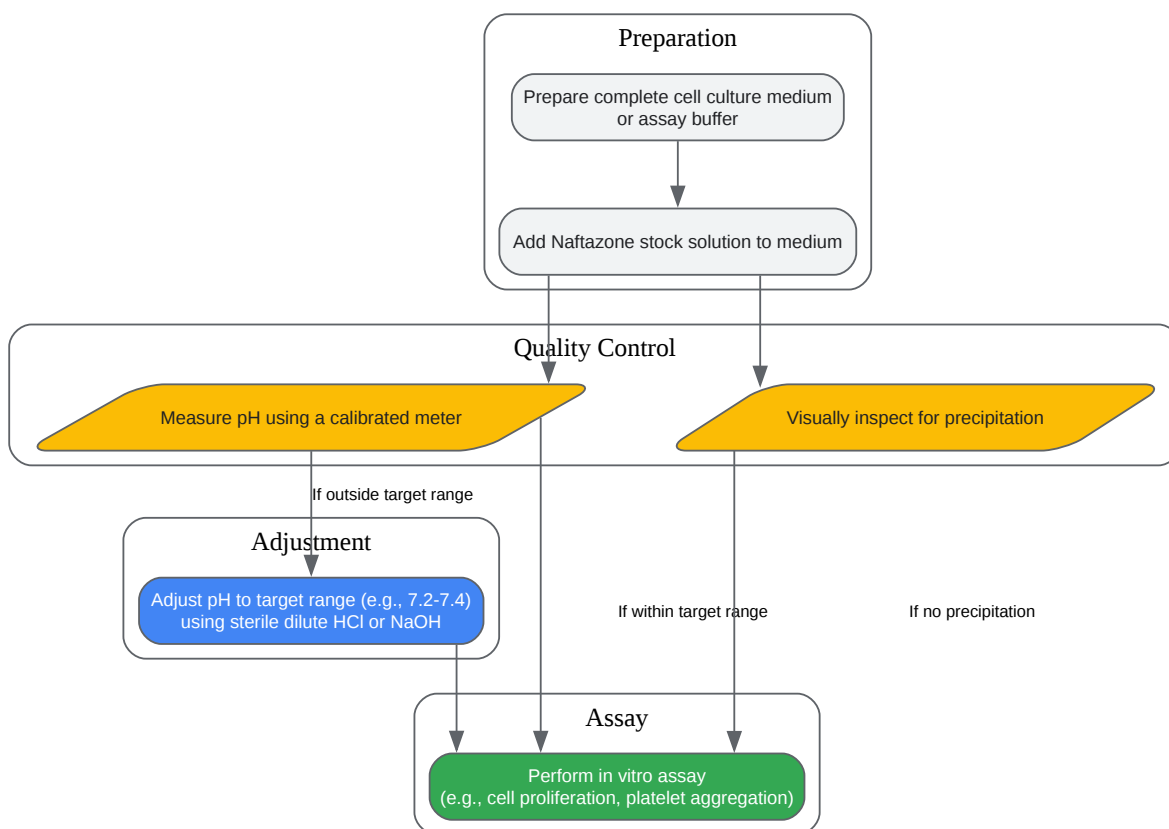 Preparation
Prepare complete cell culture medium
or assay buffer
Add Naftazone stock solution to medium
Quality Control
Measure pH using a calibrated meter
Visually inspect for precipitation
If outside target range
Adjustment
Adjust pH to target range (e.g., 7.2-7.4)
using sterile dilute HCl or NaOH
If within target range
If no precipitation
Assay
Perform in vitro assay
(e.g., cell proliferation, platelet aggregation)